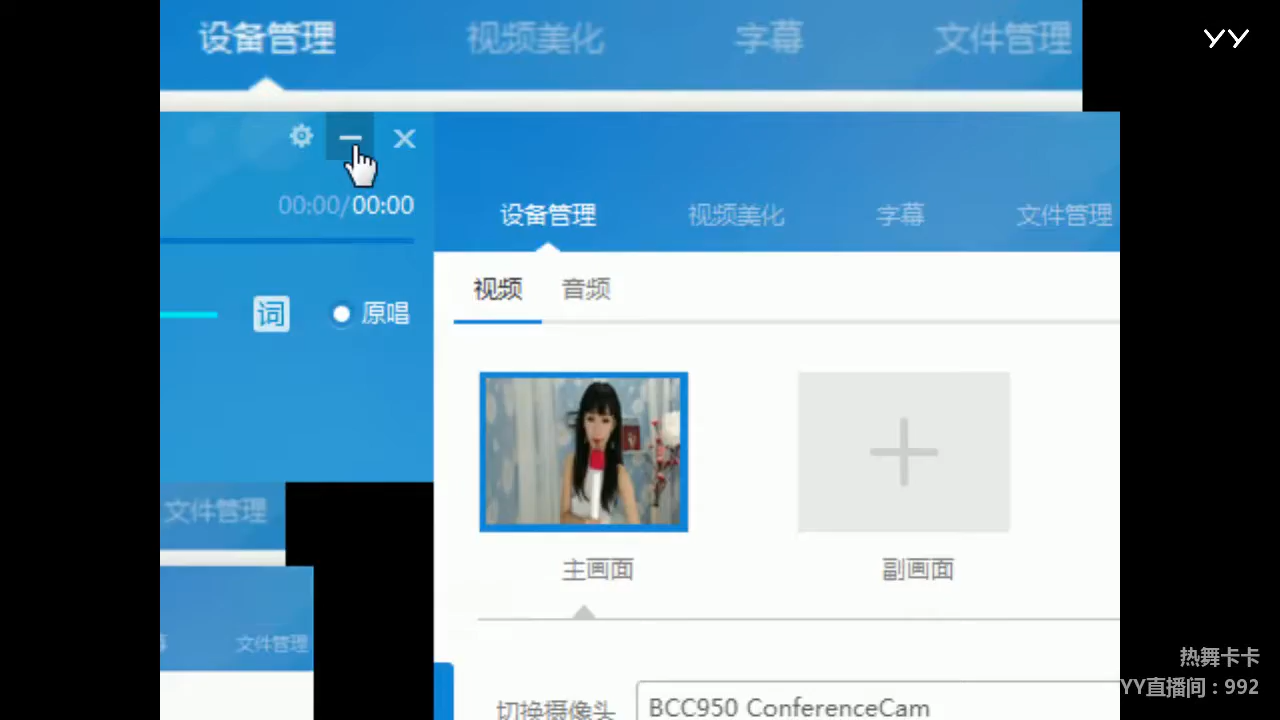 设备管理 视频美化 字幕 文件管理
YY
00:00/00:00
设备管理 视频美化 字幕 文件管理
视频 音频
词 原唱
文件管理
主画面 副画面
文件管理
热舞卡卡
YY直播间：992
切换摄像头 BCC950 ConferenceCam